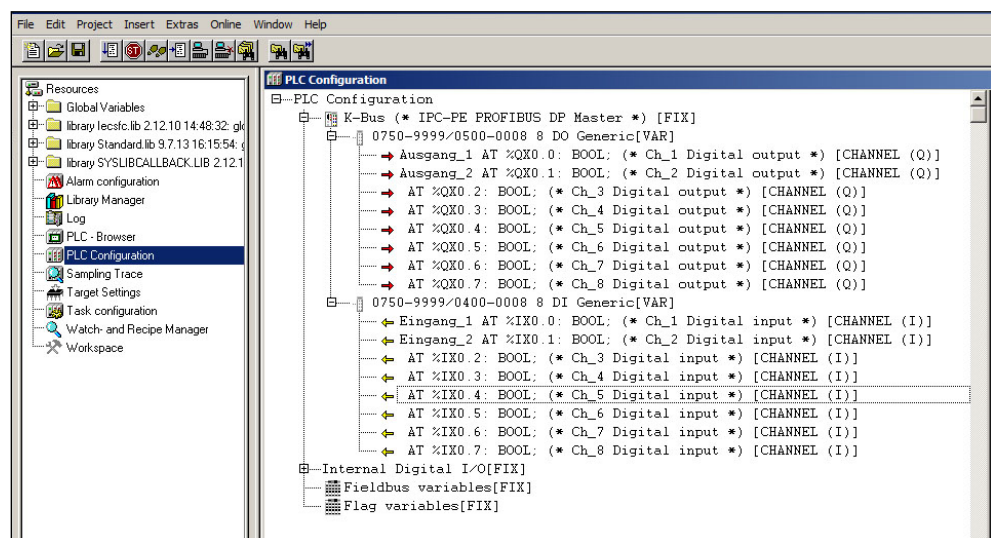 File Edit Project Insert Extras Online Window Help
Resources
Global Variables
library Iecsfc.lib 2.12.10 14:48:32: glo
library Standard.lib 9.7.13 16:15:54: g
library SYSLIBCALLBACK.LIB 2.12.1
Alarm configuration
Library Manager
Log
PLC - Browser
PLC Configuration
Sampling Trace
Target Settings
Task configuration
Watch- and Recipe Manager
Workspace
PLC Configuration
PLC Configuration
K-Bus (* IPC-PE PROFIBUS DP Master *) [FIX]
0750-9999/0500-0008 8 DO Generic[VAR]
Ausgang_1 AT %QX0.0: BOOL; (* Ch_1 Digital output *) [CHANNEL (Q)]
Ausgang_2 AT %QX0.1: BOOL; (* Ch_2 Digital output *) [CHANNEL (Q)]
AT %QX0.2: BOOL; (* Ch_3 Digital output *) [CHANNEL (Q)]
AT %QX0.3: BOOL; (* Ch_4 Digital output *) [CHANNEL (Q)]
AT %QX0.4: BOOL; (* Ch_5 Digital output *) [CHANNEL (Q)]
AT %QX0.5: BOOL; (* Ch_6 Digital output *) [CHANNEL (Q)]
AT %QX0.6: BOOL; (* Ch_7 Digital output *) [CHANNEL (Q)]
AT %QX0.7: BOOL; (* Ch_8 Digital output *) [CHANNEL (Q)]
0750-9999/0400-0008 8 DI Generic[VAR]
Eingang_1 AT %IX0.0: BOOL; (* Ch_1 Digital input *) [CHANNEL (I)]
Eingang_2 AT %IX0.1: BOOL; (* Ch_2 Digital input *) [CHANNEL (I)]
AT %IX0.2: BOOL; (* Ch_3 Digital input *) [CHANNEL (I)]
AT %IX0.3: BOOL; (* Ch_4 Digital input *) [CHANNEL (I)]
AT %IX0.4: BOOL; (* Ch_5 Digital input *) [CHANNEL (I)]
AT %IX0.5: BOOL; (* Ch_6 Digital input *) [CHANNEL (I)]
AT %IX0.6: BOOL; (* Ch_7 Digital input *) [CHANNEL (I)]
AT %IX0.7: BOOL; (* Ch_8 Digital input *) [CHANNEL (I)]
Internal Digital I/O[FIX]
Fieldbus variables[FIX]
Flag variables[FIX]